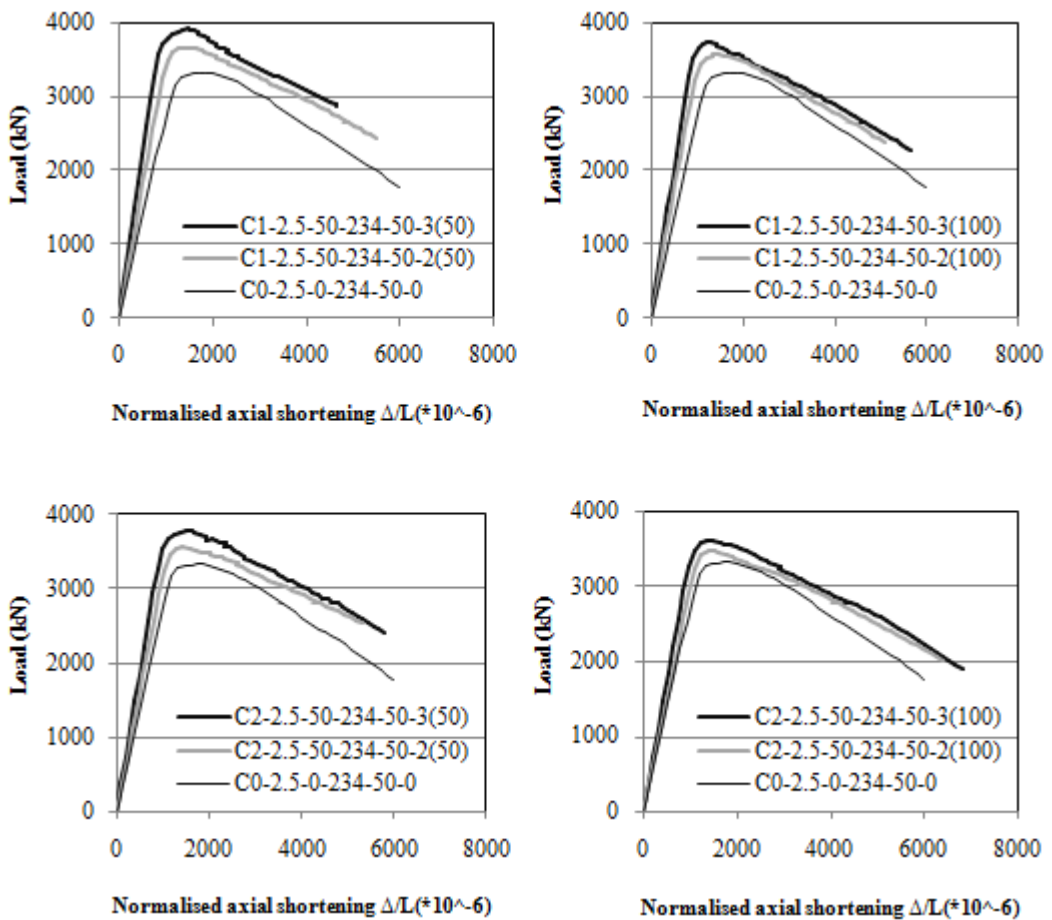 4000
3000
2000
1000
0
Load (kN)
C1-2.5-50-234-50-3(50)
C1-2.5-50-234-50-2(50)
C0-2.5-0-234-50-0
0 2000 4000 6000 8000
Normalised axial shortening Δ/L(*10^-6)
4000
3000
2000
1000
0
Load (kN)
C1-2.5-50-234-50-3(100)
C1-2.5-50-234-50-2(100)
C0-2.5-0-234-50-0
0 2000 4000 6000 8000
Normalised axial shortening Δ/L(*10^-6)
4000
3000
2000
1000
0
Load (kN)
C2-2.5-50-234-50-3(50)
C2-2.5-50-234-50-2(50)
C0-2.5-0-234-50-0
0 2000 4000 6000 8000
Normalised axial shortening Δ/L(*10^-6)
4000
3000
2000
1000
0
Load (kN)
C2-2.5-50-234-50-3(100)
C2-2.5-50-234-50-2(100)
C0-2.5-0-234-50-0
0 2000 4000 6000 8000
Normalised axial shortening Δ/L(*10^-6)